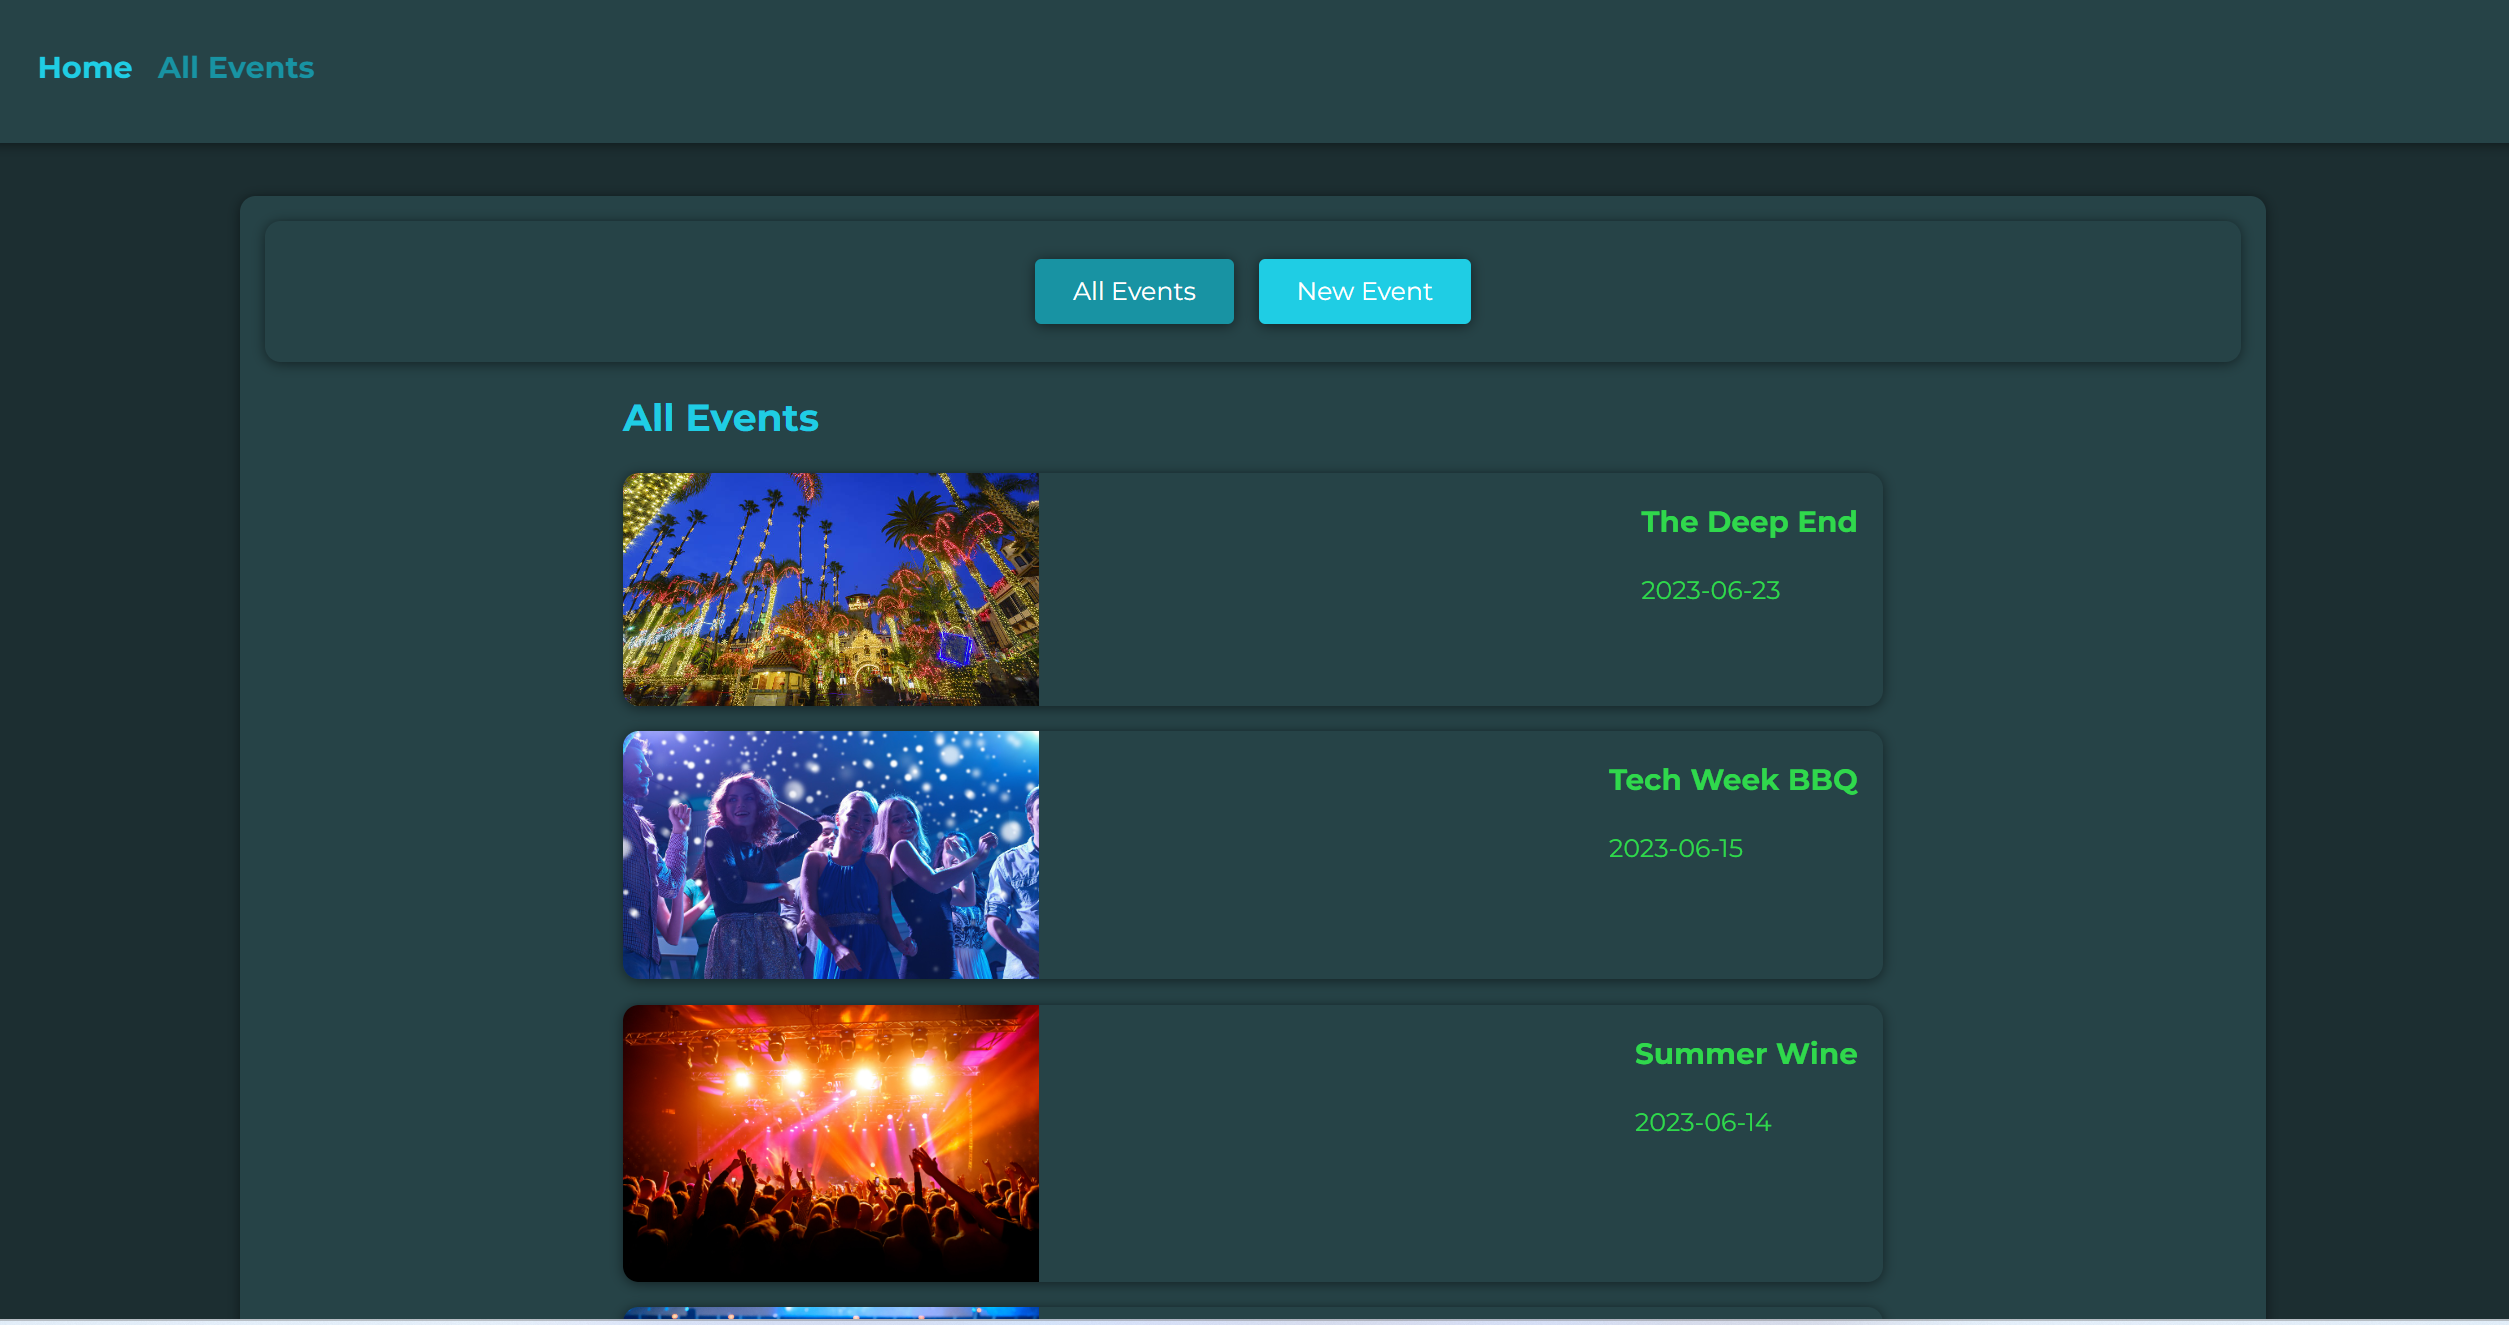 Home All Events
All Events New Event
All Events
The Deep End
2023-06-23
Tech Week BBQ
2023-06-15
Summer Wine
2023-06-14